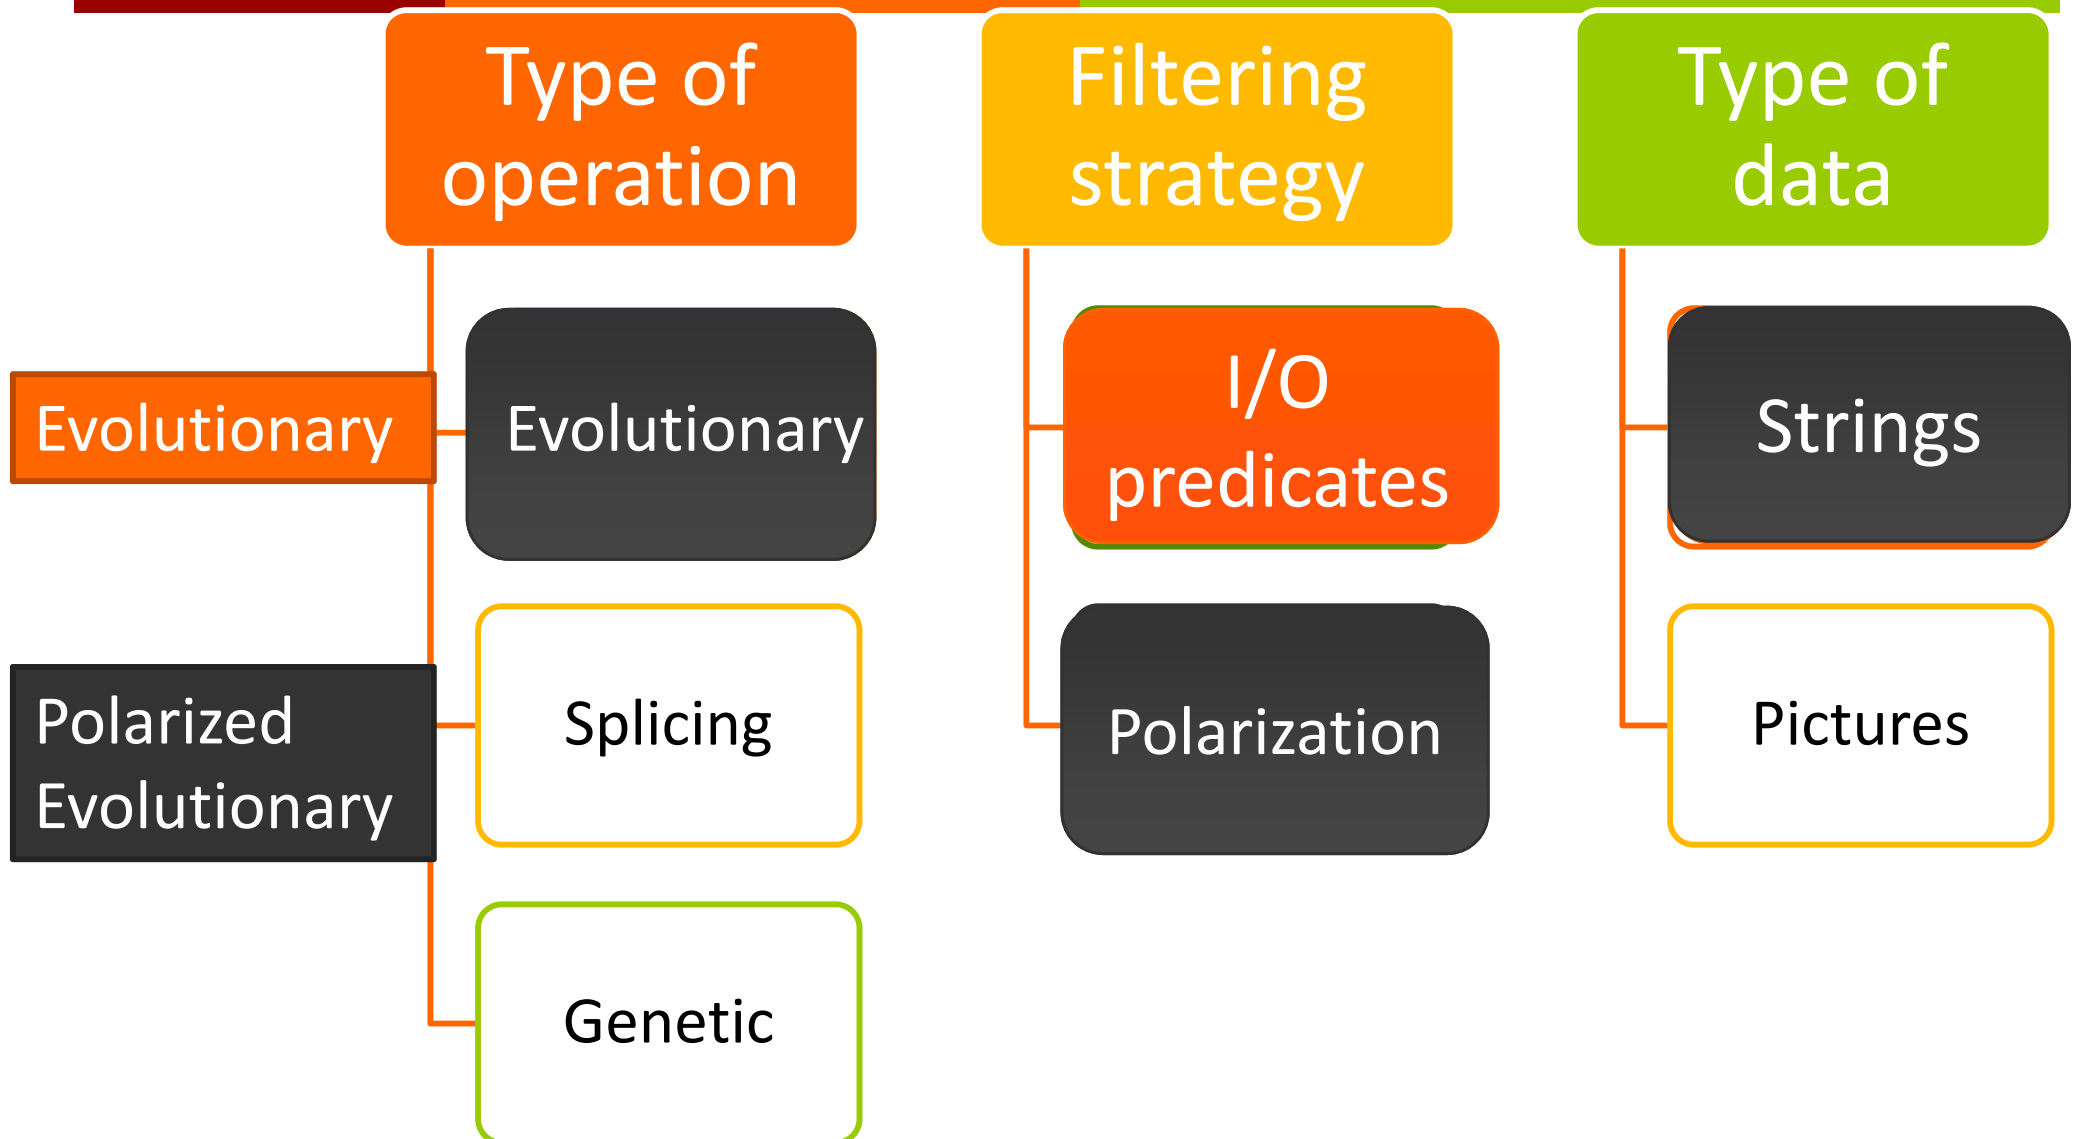 Type of
operation
Filtering
strategy
Type of
data
Evolutionary
Evolutionary
I/O
predicates
Strings
Polarized
Evolutionary
Splicing
Polarization
Pictures
Genetic